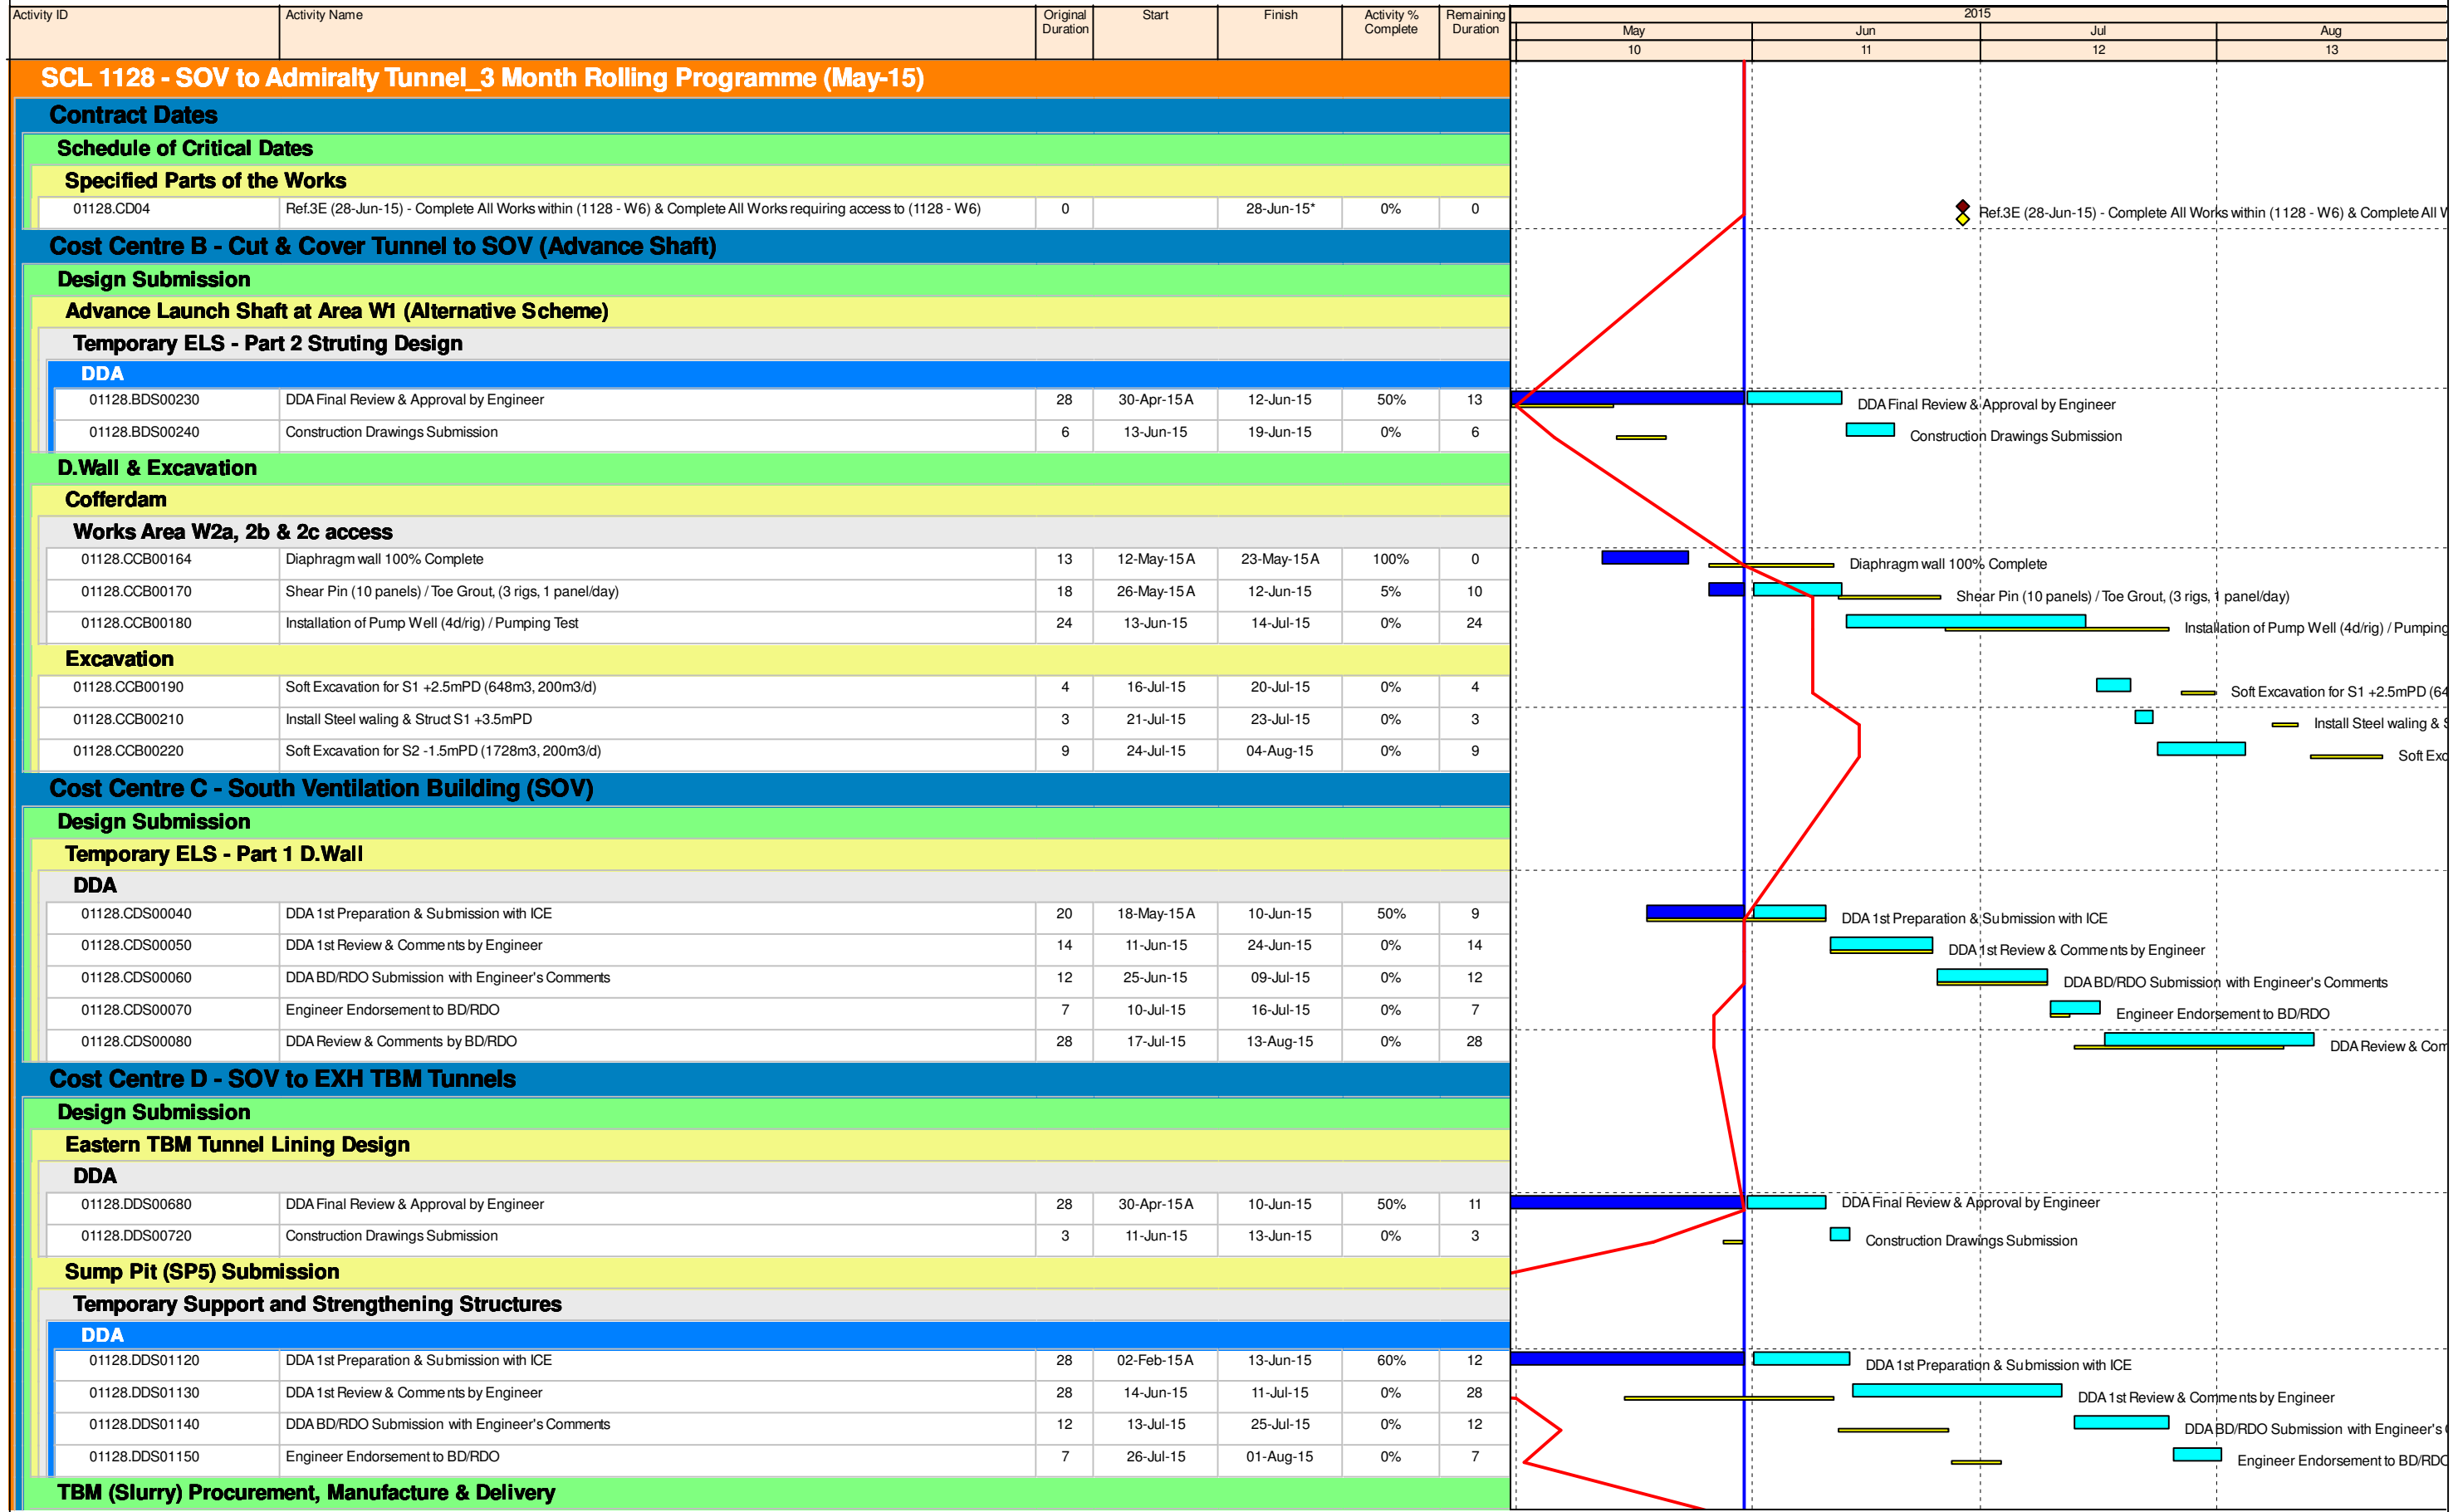 Activity ID Activity Name Original Duration Start Finish Activity % Complete Remaining Duration 2015
May Jun Jul Aug
10 11 12 13
SCL 1128 - SOV to Admiralty Tunnel_3 Month Rolling Programme (May-15)
Contract Dates
Schedule of Critical Dates
Specified Parts of the Works
01128.CD04 Ref.3E (28-Jun-15) - Complete All Works within (1128 - W6) & Complete All Works requiring access to (1128 - W6) 0 28-Jun-15* 0% 0 Ref.3E (28-Jun-15) - Complete All Works within (1128 - W6) & Complete All
Cost Centre B - Cut & Cover Tunnel to SOV (Advance Shaft)
Design Submission
Advance Launch Shaft at Area W1 (Alternative Scheme)
Temporary ELS - Part 2 Struting Design
DDA
01128.BDS00230 DDA Final Review & Approval by Engineer 28 30-Apr-15 A 12-Jun-15 50% 13 DDA Final Review & Approval by Engineer
01128.BDS00240 Construction Drawings Submission 6 13-Jun-15 19-Jun-15 0% 6 Construction Drawings Submission
D.Wall & Excavation
Cofferdam
Works Area W2a, 2b & 2c access
01128.CCB00164 Diaphragm wall 100% Complete 13 12-May-15 A 23-May-15 A 100% 0 Diaphragm wall 100% Complete
01128.CCB00170 Shear Pin (10 panels) / Toe Grout, (3 rigs, 1 panel/day) 18 26-May-15 A 12-Jun-15 5% 10 Shear Pin (10 panels) / Toe Grout, (3 rigs, 1 panel/day)
01128.CCB00180 Installation of Pump Well (4d/rig) / Pumping Test 24 13-Jun-15 14-Jul-15 0% 24 Installation of Pump Well (4d/rig) / Pumping
Excavation
01128.CCB00190 Soft Excavation for S1 +2.5mPD (648m3, 200m3/d) 4 16-Jul-15 20-Jul-15 0% 4 Soft Excavation for S1 +2.5mPD (64
01128.CCB00210 Install Steel waling & Struct S1 +3.5mPD 3 21-Jul-15 23-Jul-15 0% 3 Install Steel waling &
01128.CCB00220 Soft Excavation for S2 -1.5mPD (1728m3, 200m3/d) 9 24-Jul-15 04-Aug-15 0% 9 Soft Exc
Cost Centre C - South Ventilation Building (SOV)
Design Submission
Temporary ELS - Part 1 D.Wall
DDA
01128.CDS00040 DDA 1st Preparation & Submission with ICE 20 18-May-15 A 10-Jun-15 50% 9 DDA 1st Preparation & Submission with ICE
01128.CDS00050 DDA 1st Review & Comments by Engineer 14 11-Jun-15 24-Jun-15 0% 14 DDA 1st Review & Comments by Engineer
01128.CDS00060 DDA BD/RDO Submission with Engineer's Comments 12 25-Jun-15 09-Jul-15 0% 12 DDA BD/RDO Submission with Engineer's Comments
01128.CDS00070 Engineer Endorsement to BD/RDO 7 10-Jul-15 16-Jul-15 0% 7 Engineer Endorsement to BD/RDO
01128.CDS00080 DDA Review & Comments by BD/RDO 28 17-Jul-15 13-Aug-15 0% 28 DDA Review & Com
Cost Centre D - SOV to EXH TBM Tunnels
Design Submission
Eastern TBM Tunnel Lining Design
DDA
01128.DDS00680 DDA Final Review & Approval by Engineer 28 30-Apr-15 A 10-Jun-15 50% 11 DDA Final Review & Approval by Engineer
01128.DDS00720 Construction Drawings Submission 3 11-Jun-15 13-Jun-15 0% 3 Construction Drawings Submission
Sump Pit (SP5) Submission
Temporary Support and Strengthening Structures
DDA
01128.DDS01120 DDA 1st Preparation & Submission with ICE 28 02-Feb-15 A 13-Jun-15 60% 12 DDA 1st Preparation & Submission with ICE
01128.DDS01130 DDA 1st Review & Comments by Engineer 28 14-Jun-15 11-Jul-15 0% 28 DDA 1st Review & Comments by Engineer
01128.DDS01140 DDA BD/RDO Submission with Engineer's Comments 12 13-Jul-15 25-Jul-15 0% 12 DDA BD/RDO Submission with Engineer's
01128.DDS01150 Engineer Endorsement to BD/RDO 7 26-Jul-15 01-Aug-15 0% 7 Engineer Endorsement to BD/RDO
TBM (Slurry) Procurement, Manufacture & Delivery